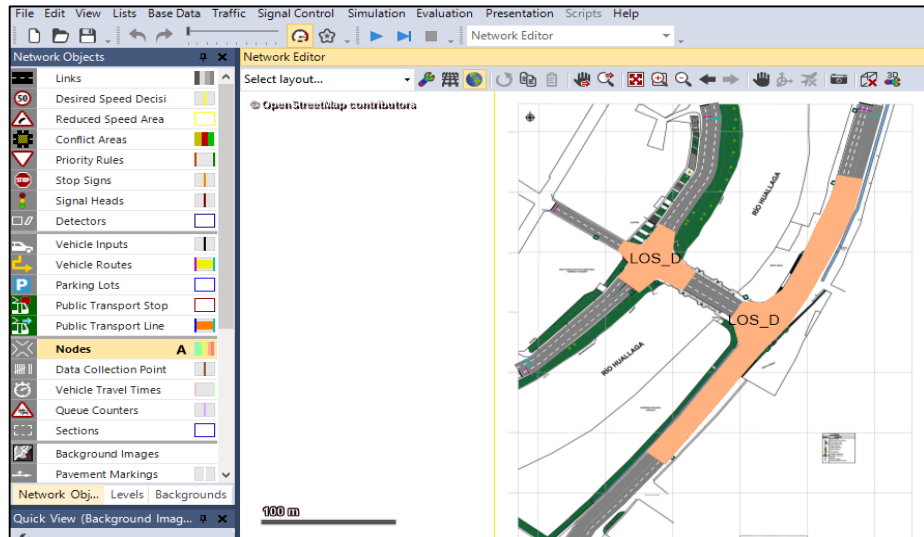 File Edit View Lists Base Data Traffic Signal Control Simulation Evaluation Presentation Scripts Help
Network Editor
Network Objects
Network Editor
Select layout...
Links
50
Desired Speed Decisi
Reduced Speed Area
Conflict Areas
Priority Rules
STOP
Stop Signs
Signal Heads
Detectors
Vehicle Inputs
Vehicle Routes
P
Parking Lots
Public Transport Stop
Public Transport Line
Nodes A
Data Collection Point
Vehicle Travel Times
Queue Counters
Sections
Background Images
Pavement Markings
Network Obj... Levels Backgrounds
Quick View (Background Imag...
© OpenStreetMap contributors
RÍO HUALLAGA
LOS_D
LOS_D
RÍO HUALLAGA
100 m